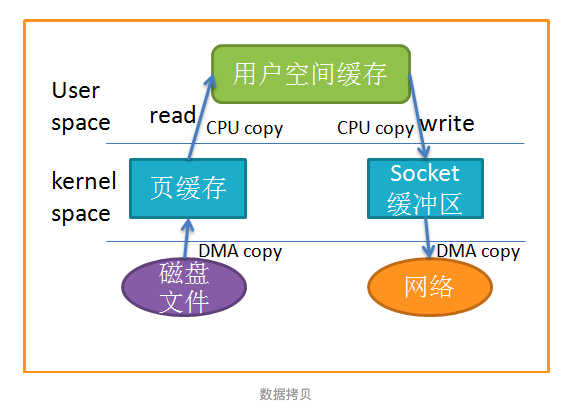 用户空间缓存
User
space
read
CPU copy
CPU copy
write
kernel
space
页缓存
Socket
缓冲区
DMA copy
DMA copy
磁盘
文件
网络
数据拷贝